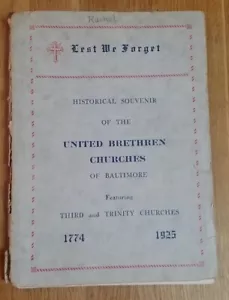 Lest We Forget
HISTORICAL SOUVENIR
OF THE
UNITED BRETHREN
CHURCHES
OF BALTIMORE
Featuring
THIRD and TRINITY CHURCHES
1774 1925